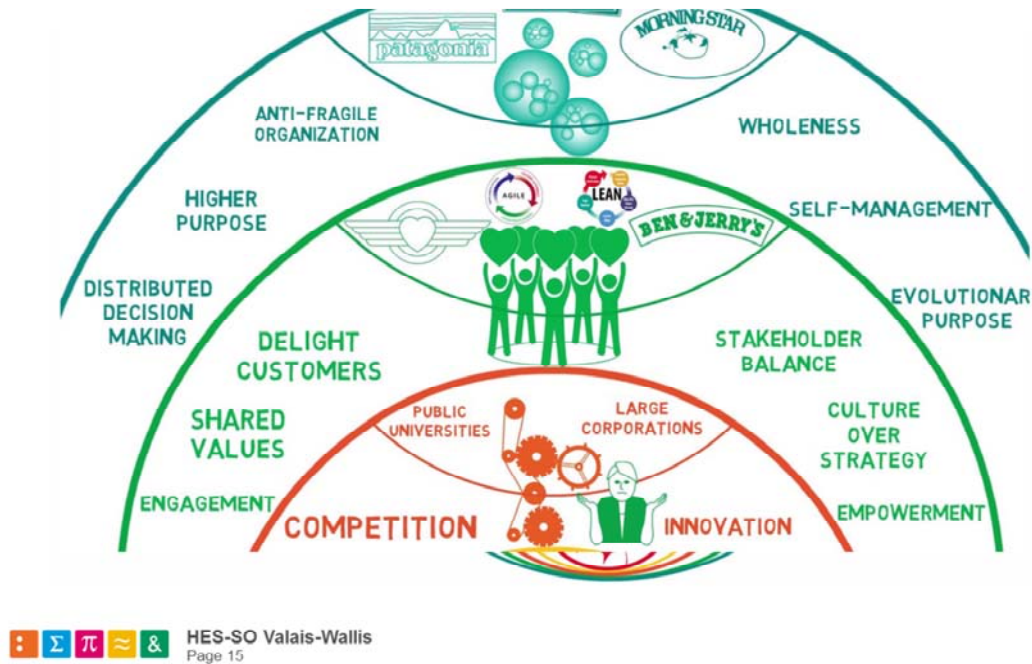 patagonia
MORNING STAR
ANTI-FRAGILE
ORGANIZATION
WHOLENESS
HIGHER
PURPOSE
AGILE
LEAN
SELF-MANAGEMENT
BEN & JERRY'S
DISTRIBUTED
DECISION
MAKING
EVOLUTIONAR
PURPOSE
DELIGHT
CUSTOMERS
STAKEHOLDER
BALANCE
PUBLIC
UNIVERSITIES
LARGE
CORPORATIONS
SHARED
VALUES
CULTURE
OVER
STRATEGY
ENGAGEMENT
COMPETITION
INNOVATION
EMPOWERMENT
: Σ π ≈ &
HES-SO Valais-Wallis
Page 15